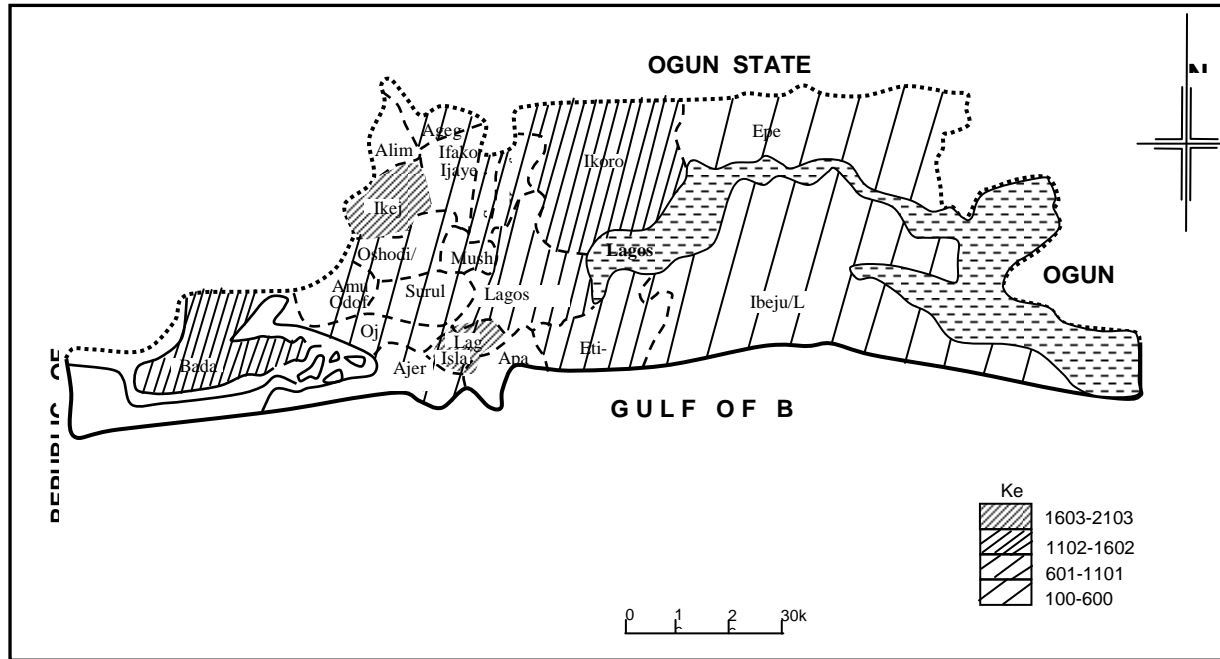 OGUN STATE
Ageg
Epe
Alim
Ifako
Ijaye
Ikoro
Ikej
Oshodi/
Mush
Lagos
OGUN
Amu
Odof
Surul
Lagos
Ibeju/L
Oj
Lag
Isla
Apa
Eti-
Bada
Ajer
GULF OF B
Ke
1603-2103
1102-1602
601-1101
100-600
0
30k